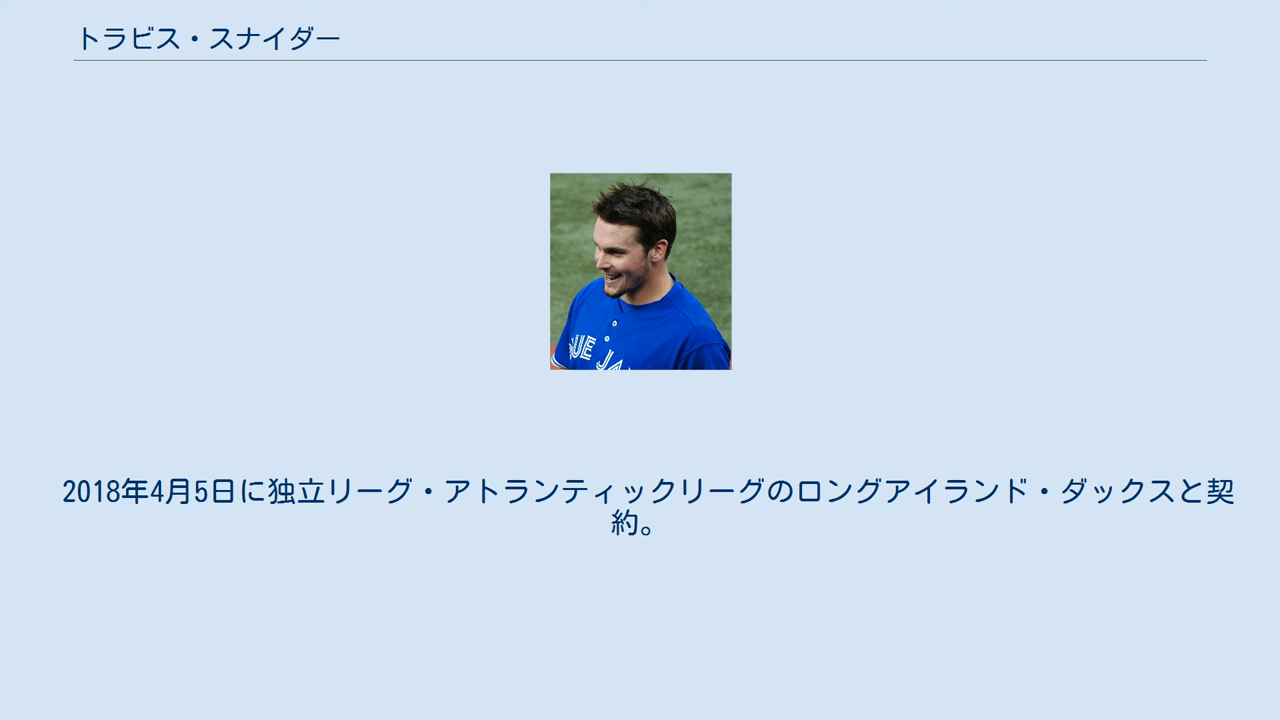 トラビス・スナイダー
UE JA
2018年4月5日に独立リーグ・アトランティックリーグのロングアイランド・ダックスと契
約。